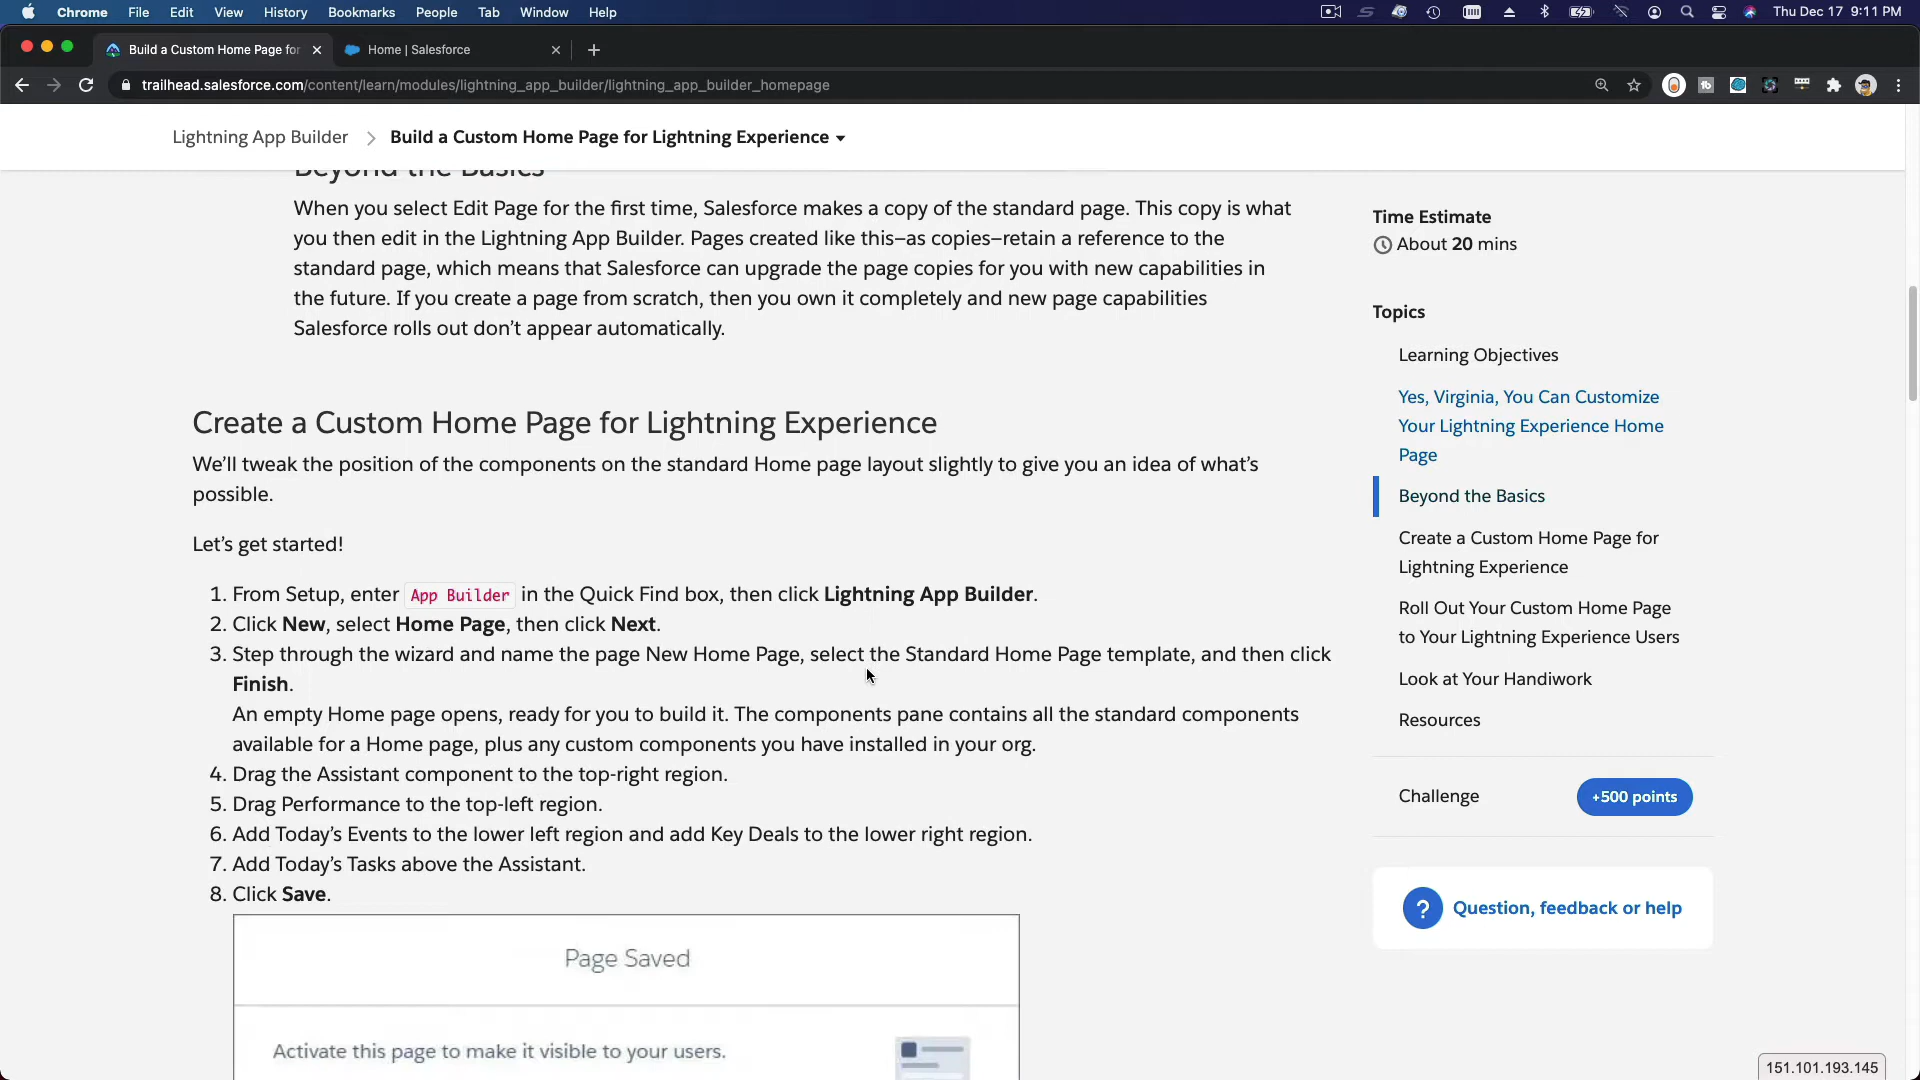 Chrome File Edit View History Bookmarks People Tab Window Help Thu Dec 17 9:11 PM
Build a Custom Home Page for
Home | Salesforce
trailhead.salesforce.com/content/learn/modules/lightning_app_builder/lightning_app_builder_homepage
Lightning App Builder Build a Custom Home Page for Lightning Experience
Beyond the Basics
When you select Edit Page for the first time, Salesforce makes a copy of the standard page. This copy is what
you then edit in the Lightning App Builder. Pages created like this—as copies—retain a reference to the
standard page, which means that Salesforce can upgrade the page copies for you with new capabilities in
the future. If you create a page from scratch, then you own it completely and new page capabilities
Salesforce rolls out don’t appear automatically.
Create a Custom Home Page for Lightning Experience
We’ll tweak the position of the components on the standard Home page layout slightly to give you an idea of what’s
possible.
Let’s get started!
1. From Setup, enter App Builder in the Quick Find box, then click Lightning App Builder.
2. Click New, select Home Page, then click Next.
3. Step through the wizard and name the page New Home Page, select the Standard Home Page template, and then click
Finish.
An empty Home page opens, ready for you to build it. The components pane contains all the standard components
available for a Home page, plus any custom components you have installed in your org.
4. Drag the Assistant component to the top-right region.
5. Drag Performance to the top-left region.
6. Add Today’s Events to the lower left region and add Key Deals to the lower right region.
7. Add Today’s Tasks above the Assistant.
8. Click Save.
Page Saved
Activate this page to make it visible to your users.
Time Estimate
About 20 mins
Topics
Learning Objectives
Yes, Virginia, You Can Customize
Your Lightning Experience Home
Page
Beyond the Basics
Create a Custom Home Page for
Lightning Experience
Roll Out Your Custom Home Page
to Your Lightning Experience Users
Look at Your Handiwork
Resources
Challenge +500 points
? Question, feedback or help
151.101.193.145